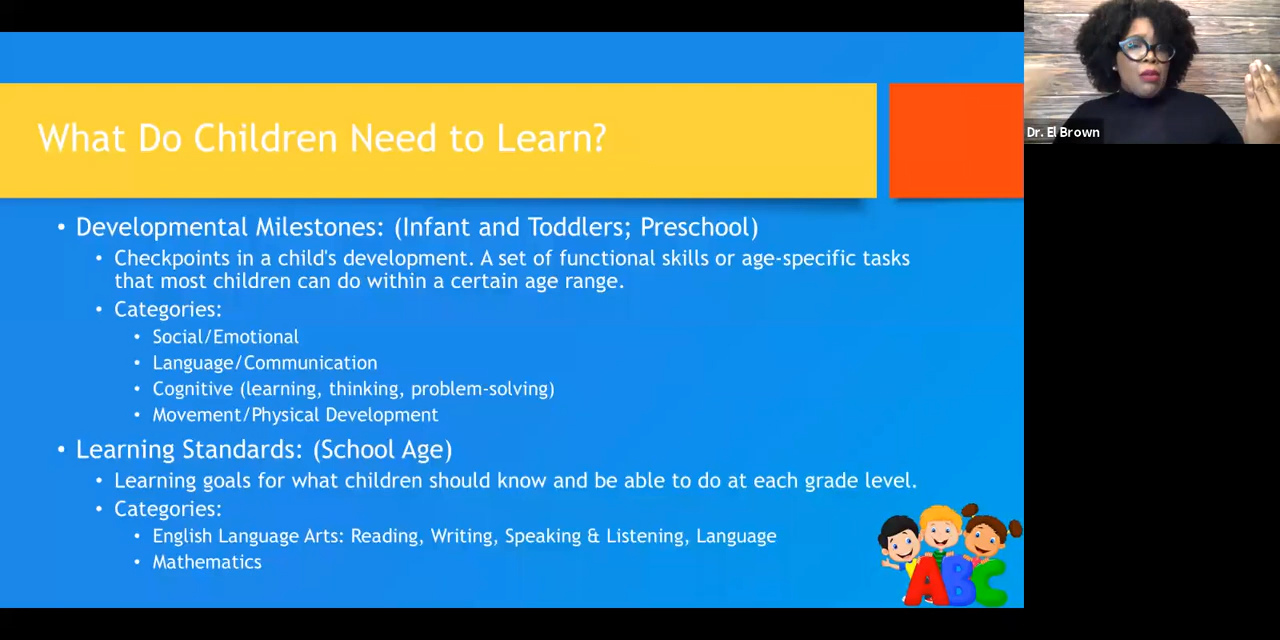 What Do Children Need to Learn?
• Developmental Milestones: (Infant and Toddlers; Preschool)
• Checkpoints in a child's development. A set of functional skills or age-specific tasks
that most children can do within a certain age range.
• Categories:
• Social/Emotional
• Language/Communication
• Cognitive (learning, thinking, problem-solving)
• Movement/Physical Development
• Learning Standards: (School Age)
• Learning goals for what children should know and be able to do at each grade level.
• Categories:
• English Language Arts: Reading, Writing, Speaking & Listening, Language
• Mathematics
ABC
Dr. El Brown